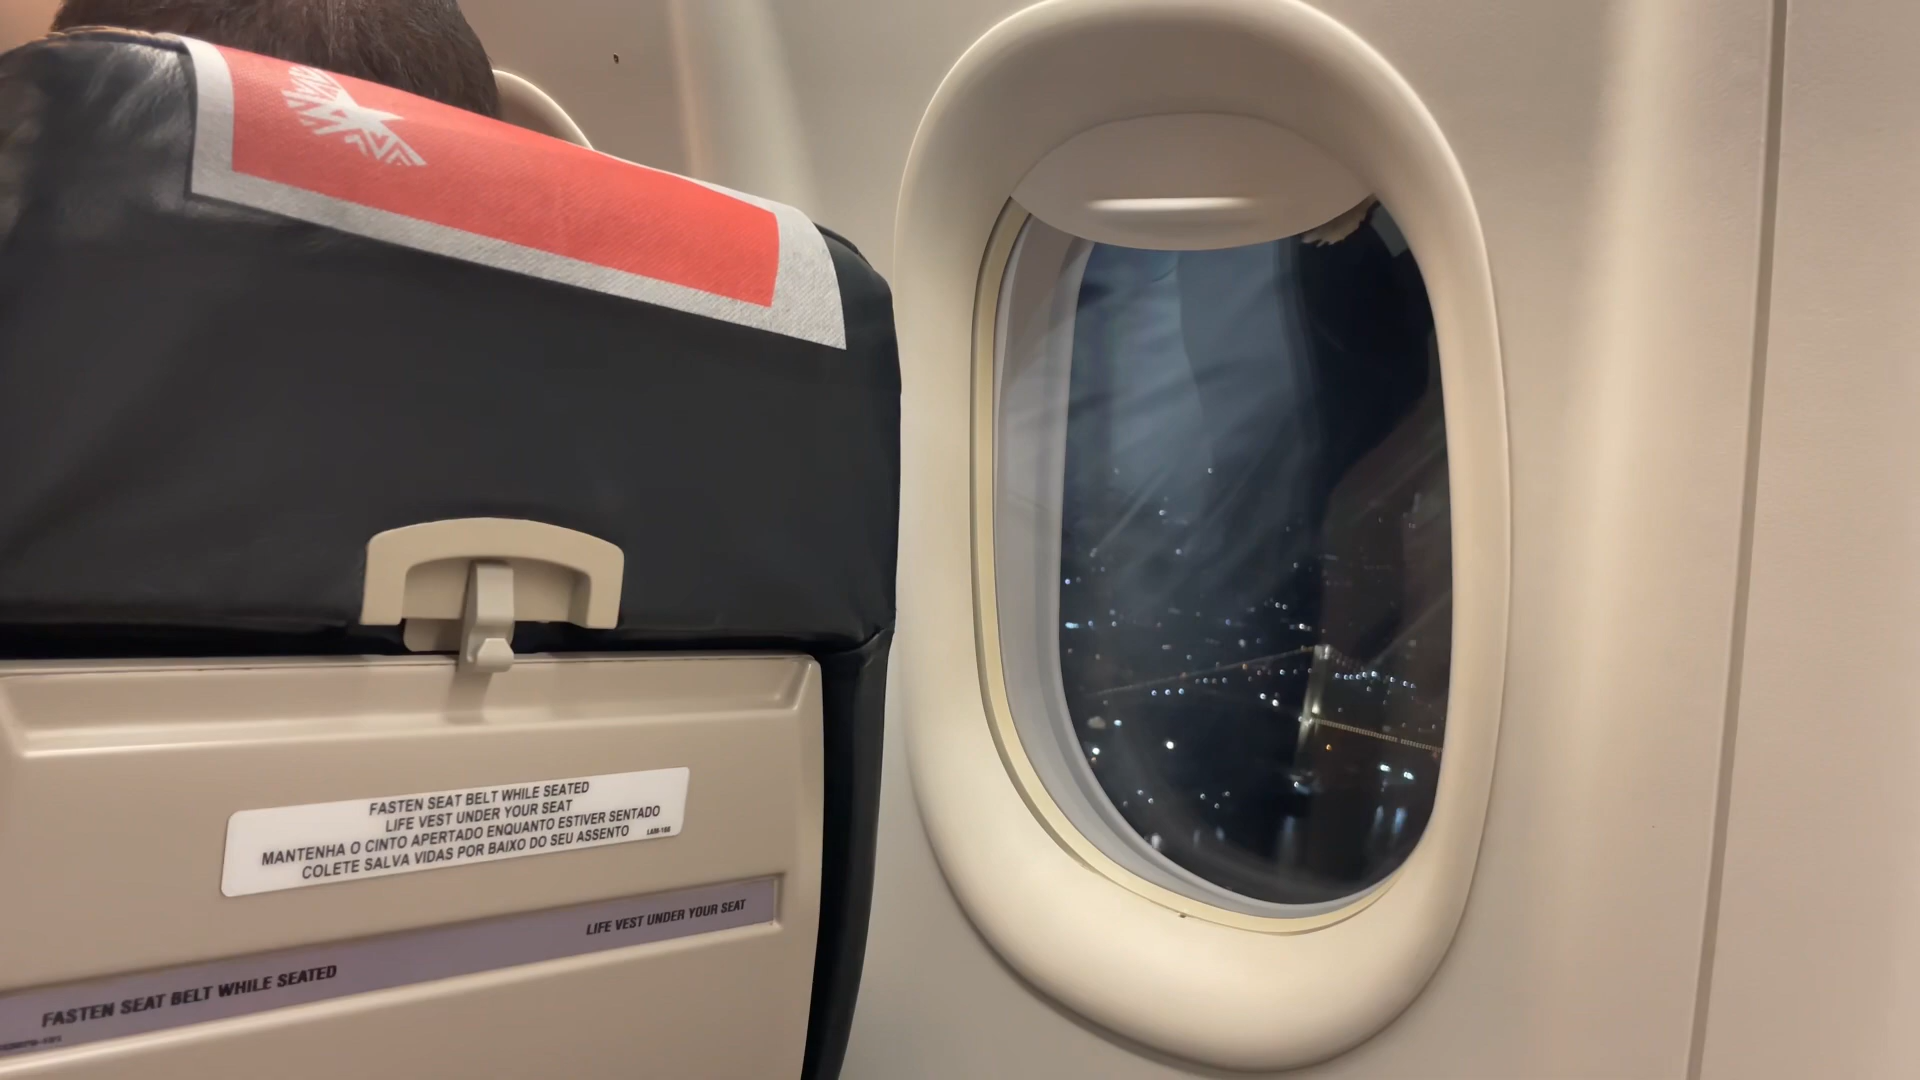 FASTEN SEAT BELT WHILE SEATED
LIFE VEST UNDER YOUR SEAT
MANTENHA O CINTO APERTADO ENQUANTO ESTIVER SENTADO
COLETE SALVA VIDAS POR BAIXO DO SEU ASSENTO
LIFE VEST UNDER YOUR SEAT
FASTEN SEAT BELT WHILE SEATED